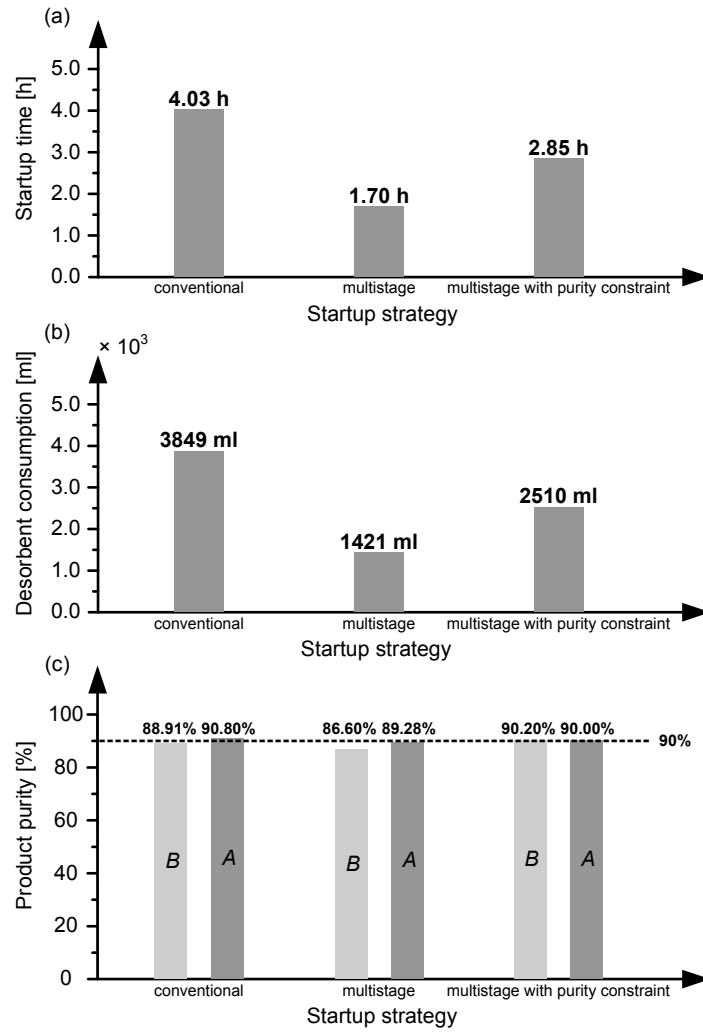 (a)
Startup time [h]
5.0
4.0
3.0
2.0
1.0
0.0
4.03 h
1.70 h
2.85 h
conventional
multistage
multistage with purity constraint
Startup strategy
(b)
× 10³
Desorbent consumption [ml]
5.0
4.0
3.0
2.0
1.0
0.0
3849 ml
1421 ml
2510 ml
conventional
multistage
multistage with purity constraint
Startup strategy
(c)
Product purity [%]
100
80
60
40
20
0
88.91% 90.80%
86.60% 89.28%
90.20% 90.00%
90%
B
A
B
A
B
A
conventional
multistage
multistage with purity constraint
Startup strategy